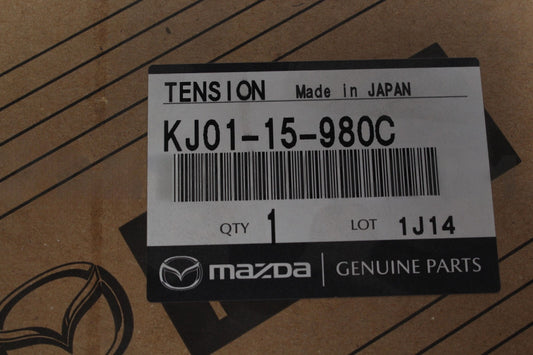 TENSION Made in JAPAN
KJ01-15-980C
QTY 1 LOT 1J14
mazda GENUINE PARTS